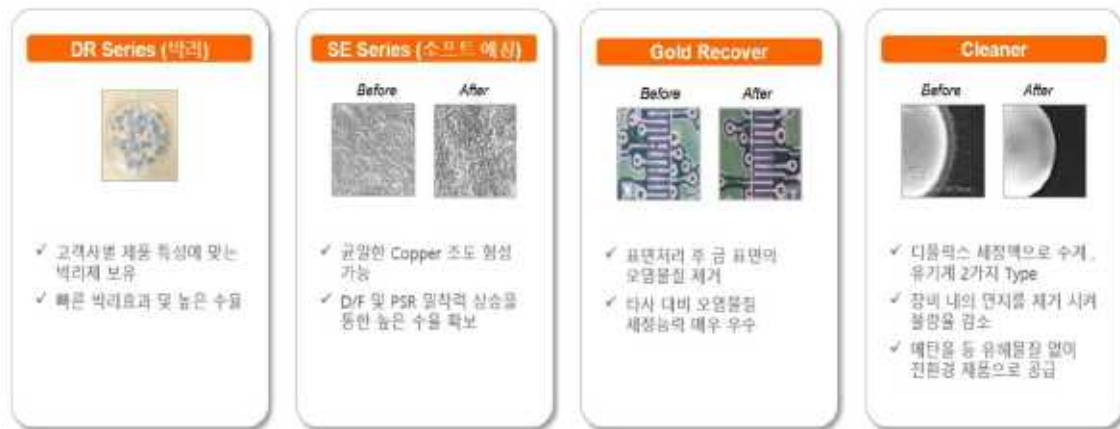 DR Series (박리)
고객사별 제품 특성에 맞는
박리제 보유
빠른 박리효과 및 높은 수율
SE Series (소프트 에칭)
Before After
균일한 Copper 조도 형성
가능
D/F 및 PSR 밀착력 상승을
통한 높은 수율 확보
Gold Recover
Before After
표면처리 후 금 표면의
오염물질 제거
타사 대비 오염물질
세정능력 매우 우수
Cleaner
Before After
디플럭스 세정액으로 수계,
유기계 2가지 Type
장비 내의 먼지를 제거 시켜
불량율 감소
메탄올 등 유해물질 없이
친환경 제품으로 공급